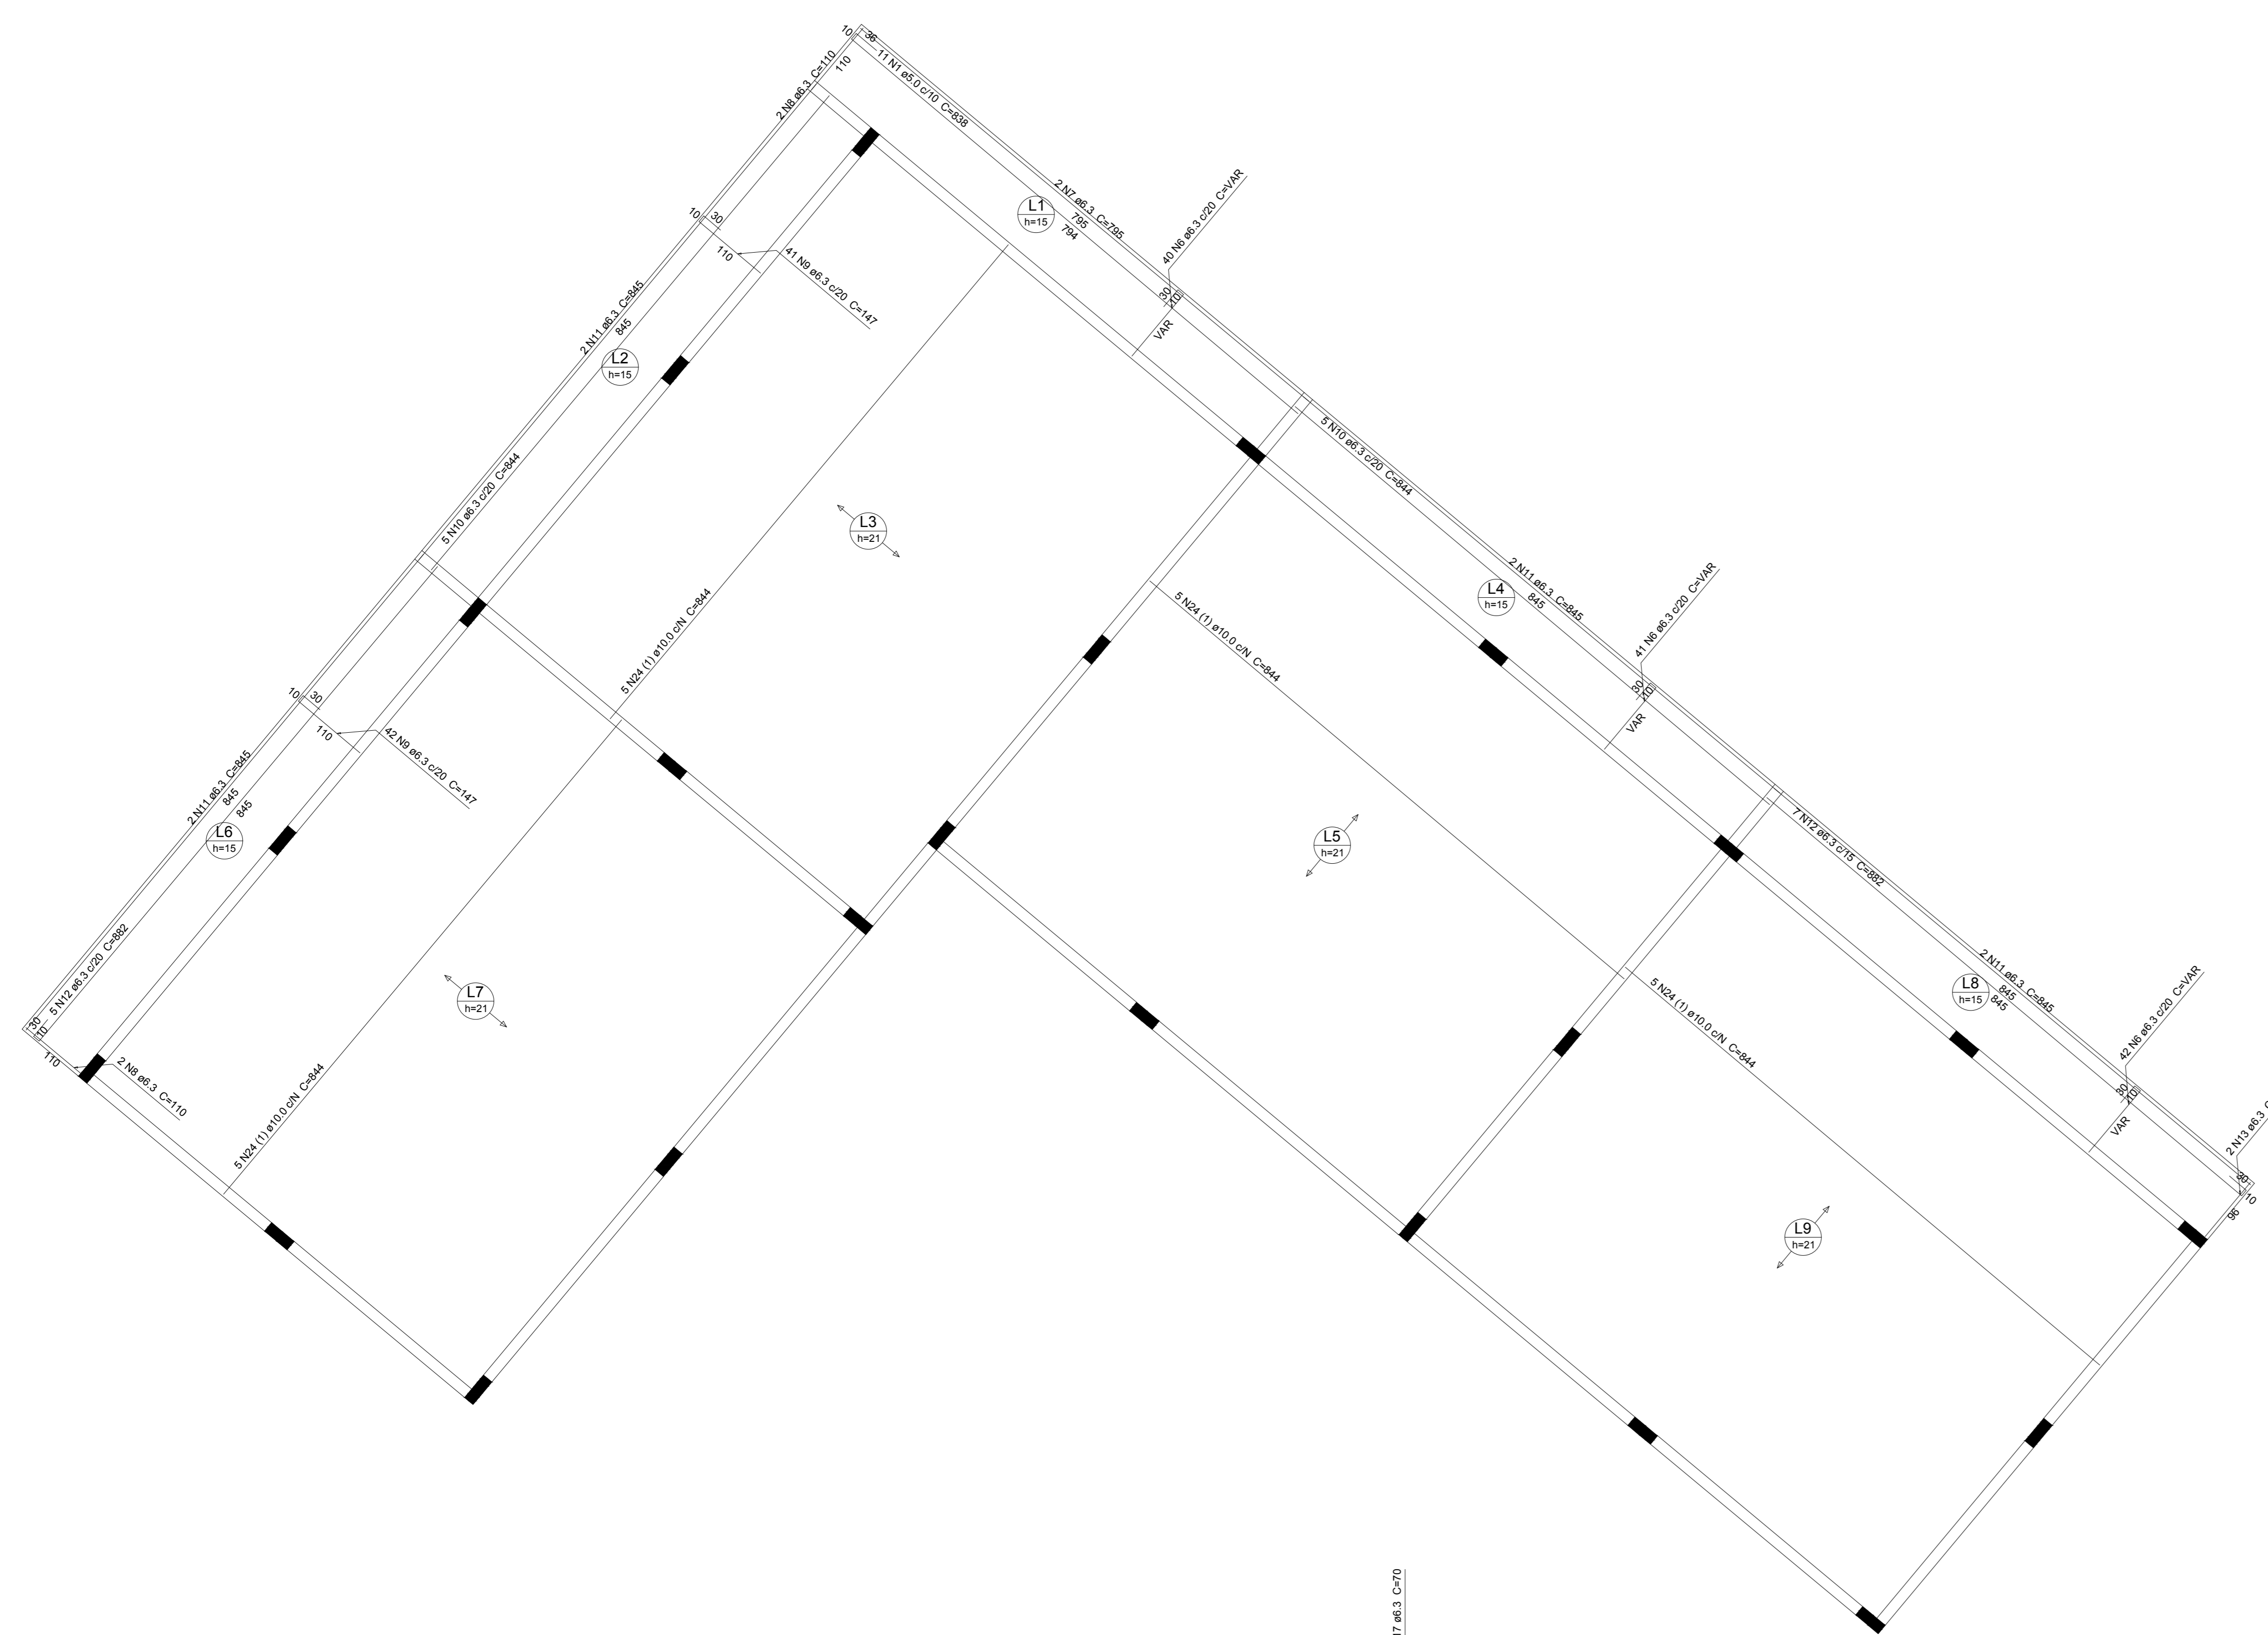 10
36
110
2 N8 ø6.3 C=110
11 N1 ø5.0 c/10 C=838
L1
h=15
2 N7 ø6.3 C=795
795
794
40 N6 ø6.3 c/20 C=VAR
30
10
VAR
10
30
110
41 N9 ø6.3 c/20 C=147
2 N11 ø6.3 C=845
845
L2
h=15
5 N10 ø6.3 c/20 C=844
5 N10 ø6.3 c/20 C=844
L3
h=21
5 N24 (1) ø10.0 c/N C=844
5 N24 (1) ø10.0 c/N C=844
L4
h=15
2 N11 ø6.3 C=845
845
41 N6 ø6.3 c/20 C=VAR
30
10
VAR
10
30
110
42 N9 ø6.3 c/20 C=147
2 N11 ø6.3 C=845
845
845
L6
h=15
L5
h=21
7 N12 ø6.3 c/15 C=882
5 N12 ø6.3 c/20 C=882
30
10
110
2 N8 ø6.3 C=110
L7
h=21
5 N24 (1) ø10.0 c/N C=844
5 N24 (1) ø10.0 c/N C=844
L8
h=15
2 N11 ø6.3 C=845
845
845
42 N6 ø6.3 c/20 C=VAR
30
10
VAR
2 N13 ø6.3
30
10
96
L9
h=21
ø6.3 C=70